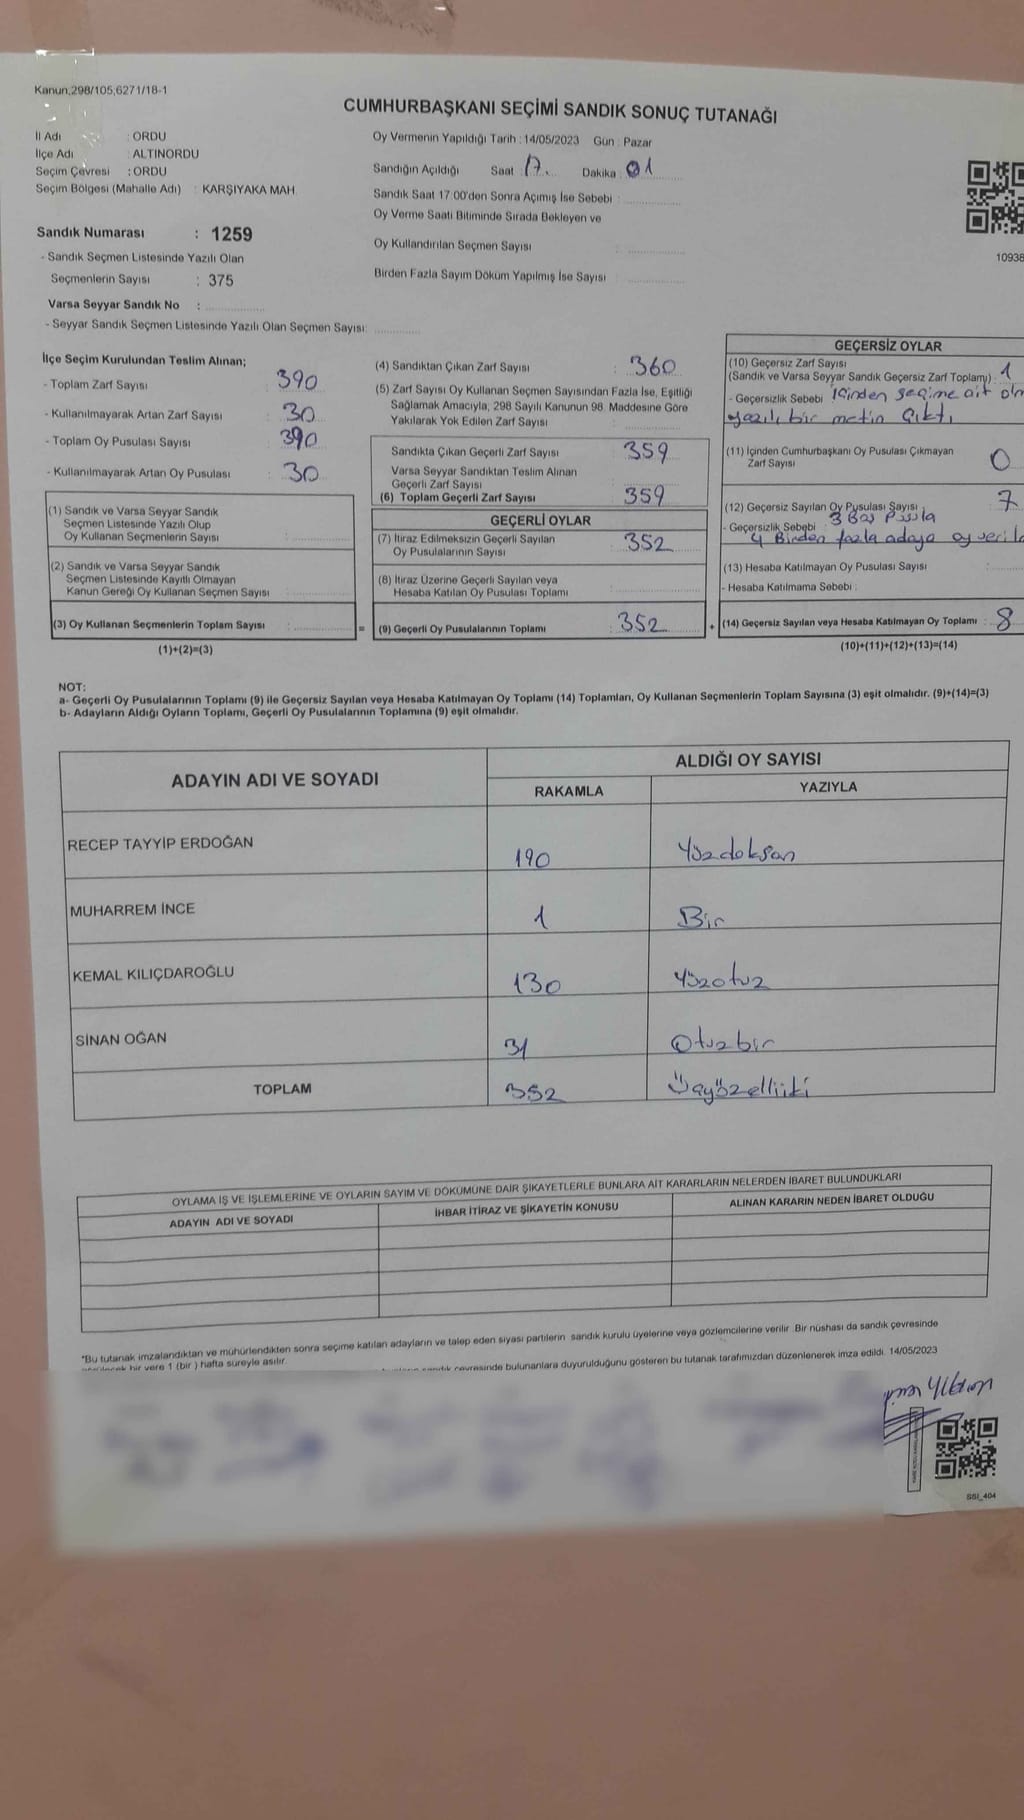 Kanun,298/105,6271/18-1
CUMHURBAŞKANI SEÇİMİ SANDIK SONUÇ TUTANAĞI
İl Adı : ORDU
İlçe Adı : ALTINORDU
Seçim Çevresi : ORDU
Seçim Bölgesi (Mahalle Adı) : KARŞIYAKA MAH.
Sandık Numarası : 1259
- Sandık Seçmen Listesinde Yazılı Olan
Seçmenlerin Sayısı : 375
Varsa Seyyar Sandık No :
- Seyyar Sandık Seçmen Listesinde Yazılı Olan Seçmen Sayısı:
Oy Vermenin Yapıldığı Tarih : 14/05/2023 Gün : Pazar
Sandığın Açıldığı Saat 17 Dakika : 01
Sandık Saat 17:00'den Sonra Açımış İse Sebebi :
Oy Verme Saati Bitiminde Sırada Bekleyen ve
Oy Kullandırılan Seçmen Sayısı :
Birden Fazla Sayım Döküm Yapılmış İse Sayısı :
10938
İlçe Seçim Kurulundan Teslim Alınan;
- Toplam Zarf Sayısı : 390
- Kullanılmayarak Artan Zarf Sayısı : 30
- Toplam Oy Pusulası Sayısı : 390
- Kullanılmayarak Artan Oy Pusulası : 30
(1) Sandık ve Varsa Seyyar Sandık
Seçmen Listesinde Yazılı Olup
Oy Kullanan Seçmenlerin Sayısı :
(2) Sandık ve Varsa Seyyar Sandık
Seçmen Listesinde Kayıtlı Olmayan
Kanun Gereği Oy Kullanan Seçmen Sayısı :
(3) Oy Kullanan Seçmenlerin Toplam Sayısı : =
(1)+(2)=(3)
(4) Sandıktan Çıkan Zarf Sayısı : 360
(5) Zarf Sayısı Oy Kullanan Seçmen Sayısından Fazla İse, Eşitliği
Sağlamak Amacıyla, 298 Sayılı Kanunun 98. Maddesine Göre
Yakılarak Yok Edilen Zarf Sayısı :
Sandıkta Çıkan Geçerli Zarf Sayısı : 359
Varsa Seyyar Sandıktan Teslim Alınan
Geçerli Zarf Sayısı :
(6) Toplam Geçerli Zarf Sayısı : 359
GEÇERLİ OYLAR
(7) İtiraz Edilmeksizin Geçerli Sayılan
Oy Pusulalarının Sayısı : 352
(8) İtiraz Üzerine Geçerli Sayılan veya
Hesaba Katılan Oy Pusulası Toplamı :
(9) Geçerli Oy Pusulalarının Toplamı : 352 +
GEÇERSİZ OYLAR
(10) Geçersiz Zarf Sayısı
(Sandık ve Varsa Seyyar Sandık Geçersiz Zarf Toplamı) : 1
- Geçersizlik Sebebi : içinden seçime ait olm
yazılı bir metin çıktı
(11) İçinden Cumhurbaşkanı Oy Pusulası Çıkmayan
Zarf Sayısı : 0
(12) Geçersiz Sayılan Oy Pusulası Sayısı : 7
- Geçersizlik Sebebi : 3 Boş Pusula
4 Birden fazla adaya oy veril
(13) Hesaba Katılmayan Oy Pusulası Sayısı :
- Hesaba Katılmama Sebebi :
(14) Geçersiz Sayılan veya Hesaba Katılmayan Oy Toplamı : 8
(10)+(11)+(12)+(13)=(14)
NOT:
a- Geçerli Oy Pusulalarının Toplamı (9) ile Geçersiz Sayılan veya Hesaba Katılmayan Oy Toplamı (14) Toplamları, Oy Kullanan Seçmenlerin Toplam Sayısına (3) eşit olmalıdır. (9)+(14)=(3)
b- Adayların Aldığı Oyların Toplamı, Geçerli Oy Pusulalarının Toplamına (9) eşit olmalıdır.
ADAYIN ADI VE SOYADI
ALDIĞI OY SAYISI
RAKAMLA YAZIYLA
RECEP TAYYİP ERDOĞAN 190 Yüzdoksan
MUHARREM İNCE 1 Bir
KEMAL KILIÇDAROĞLU 130 Yüzotuz
SİNAN OĞAN 31 Otuzbir
TOPLAM 352 Üçyüzelliiki
OYLAMA İŞ VE İŞLEMLERİNE VE OYLARIN SAYIM VE DÖKÜMÜNE DAİR ŞİKAYETLERLE BUNLARA AİT KARARLARIN NELERDEN İBARET BULUNDUKLARI
ADAYIN ADI VE SOYADI İHBAR İTİRAZ VE ŞİKAYETİN KONUSU ALINAN KARARIN NEDEN İBARET OLDUĞU
*Bu tutanak imzalandıktan ve mühürlendikten sonra seçime katılan adayların ve talep eden siyasi partilerin sandık kurulu üyelerine veya gözlemcilerine verilir. Bir nüshası da sandık çevresinde
bir yere 1 (bir) hafta süreyle asılır.
çevresinde bulunanlara duyurulduğunu gösteren bu tutanak tarafımızdan düzenlenerek imza edildi. 14/05/2023
SSI_404